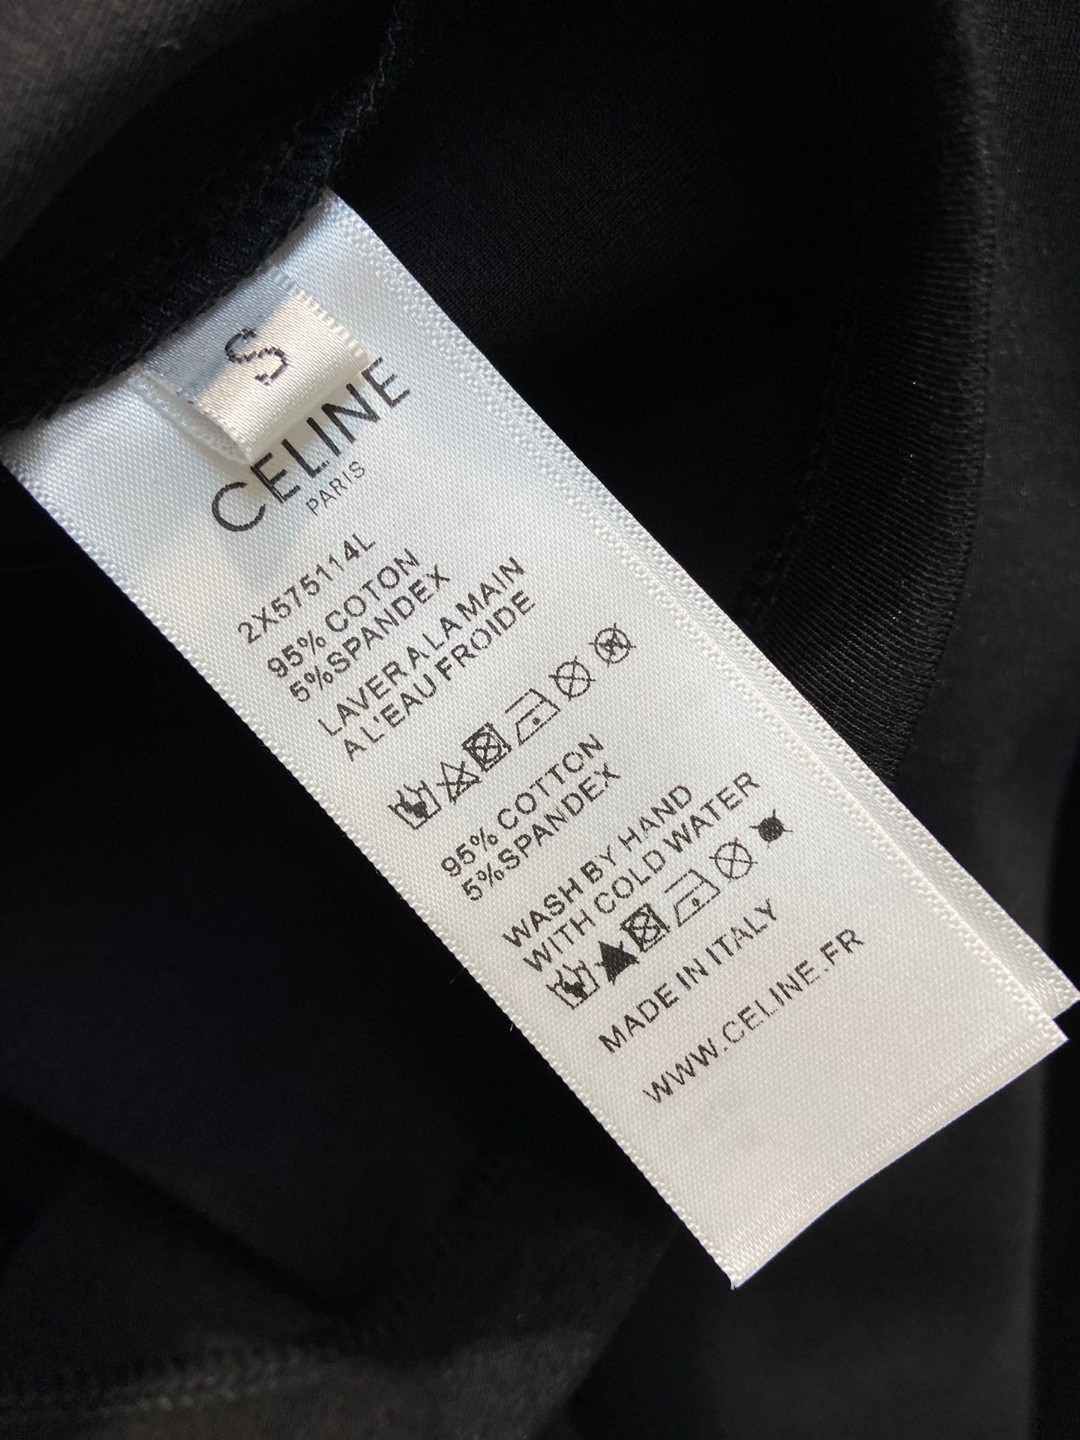 S
CELINE
PARIS
2X575114L
95% COTON
5%SPANDEX
LAVER A LA MAIN
A L'EAU FROIDE
95% COTTON
5%SPANDEX
WASH BY HAND
WITH COLD WATER
MADE IN ITALY
WWW.CELINE.FR